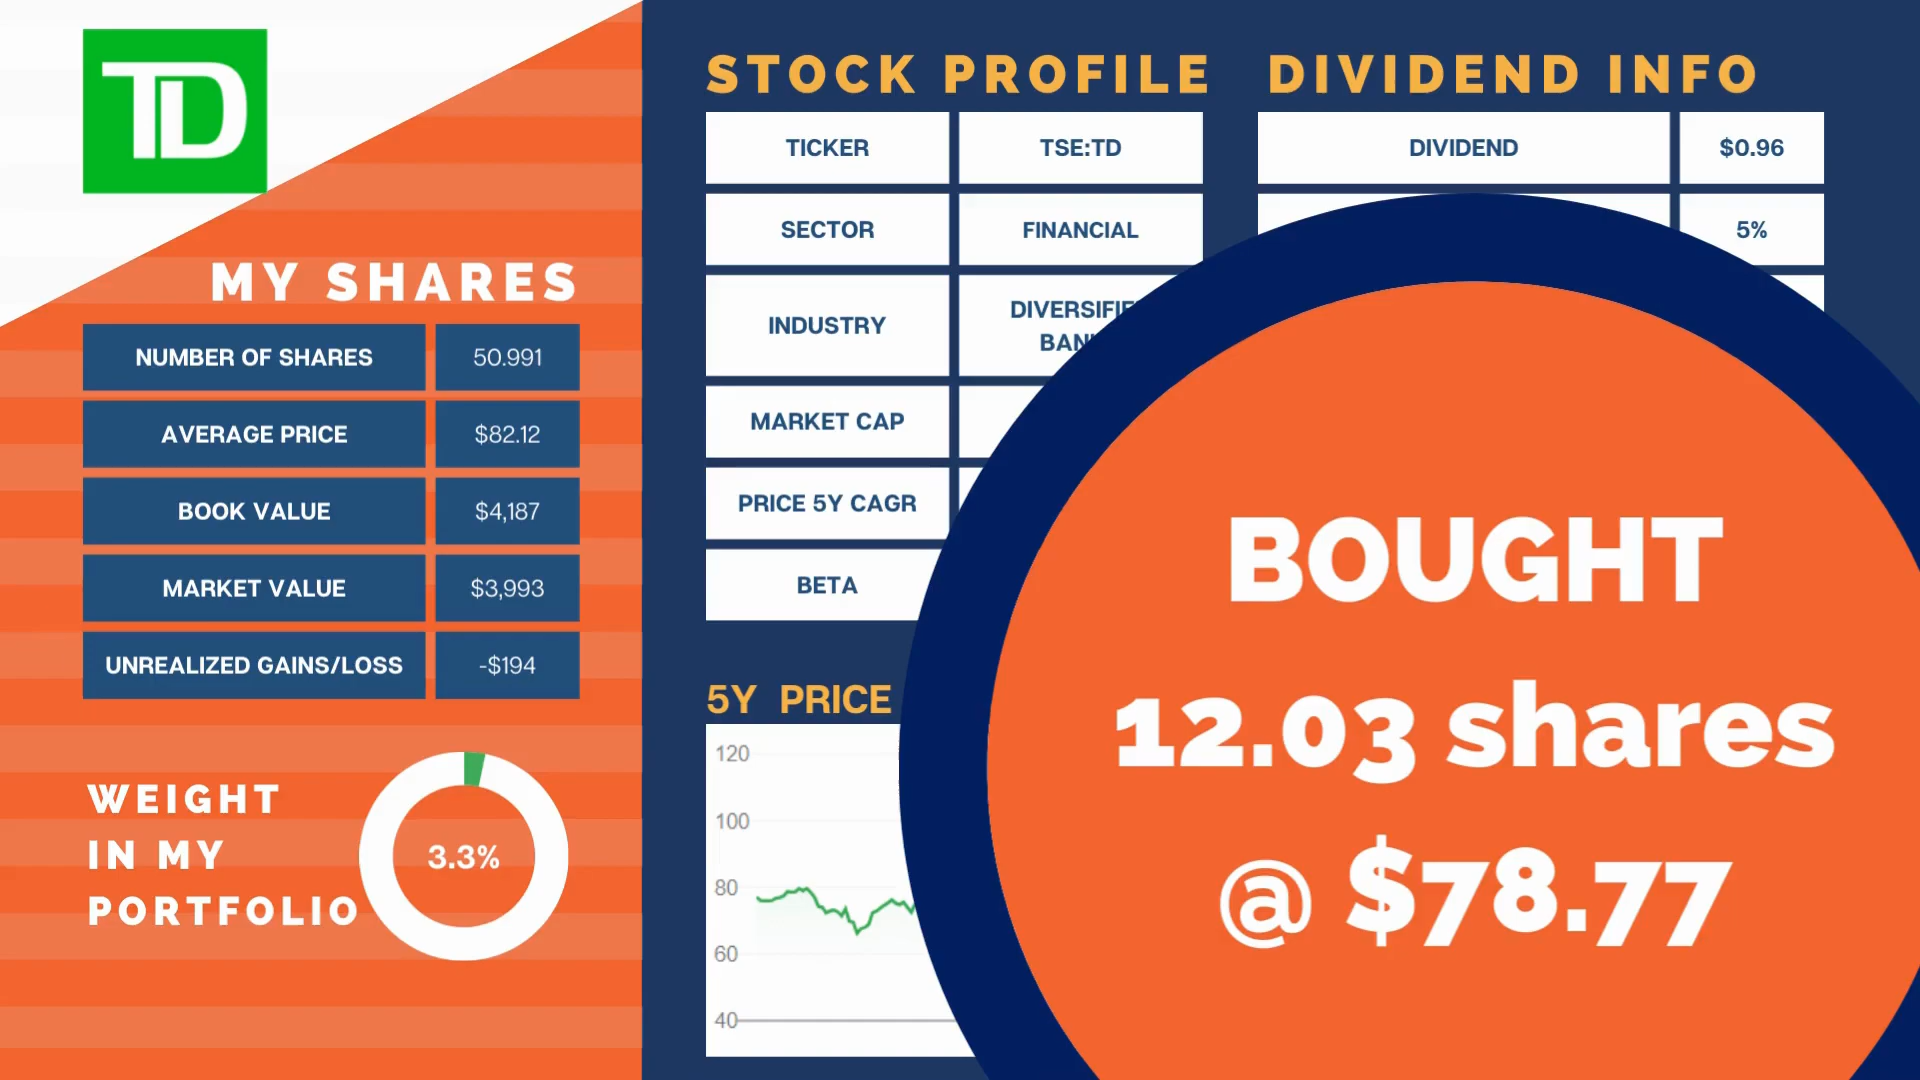 TD
MY SHARES
NUMBER OF SHARES 50.991
AVERAGE PRICE $82.12
BOOK VALUE $4,187
MARKET VALUE $3,993
UNREALIZED GAINS/LOSS -$194
WEIGHT
IN MY
PORTFOLIO
3.3%
STOCK PROFILE
TICKER TSE:TD
SECTOR FINANCIAL
INDUSTRY
MARKET CAP
PRICE 5Y CAGR
BETA
5Y PRICE
120
100
80
60
40
DIVIDEND INFO
DIVIDEND $0.96
5%
BOUGHT
12.03 shares
@ $78.77